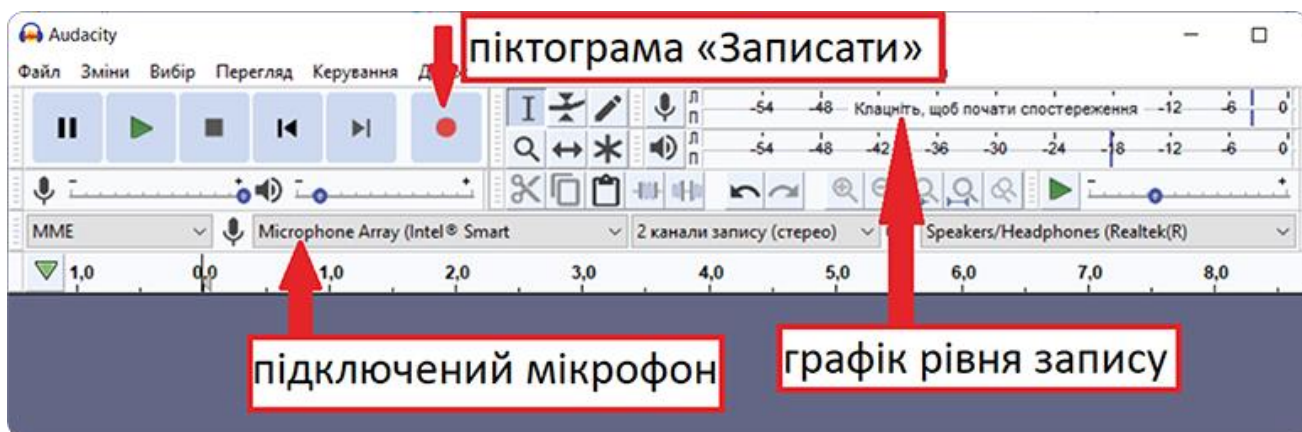 Audacity
піктограма «Записати»
Файл Зміни Вибір Перегляд Керування
Л П -54 -48 Клацніть, щоб почати спостереження -12 -6 0
Л П -54 -48 -42 -36 -30 -24 -18 -12 -6 0
MME Microphone Array (Intel® Smart 2 канали запису (стерео) Speakers/Headphones (Realtek(R)
1,0 0,0 1,0 2,0 3,0 4,0 5,0 6,0 7,0 8,0
підключений мікрофон
графік рівня запису